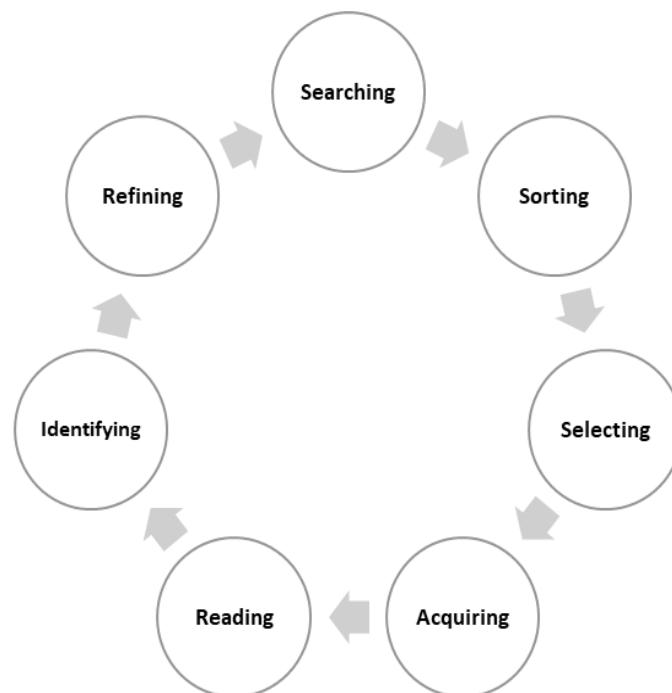 Searching
Sorting
Selecting
Acquiring
Reading
Identifying
Refining